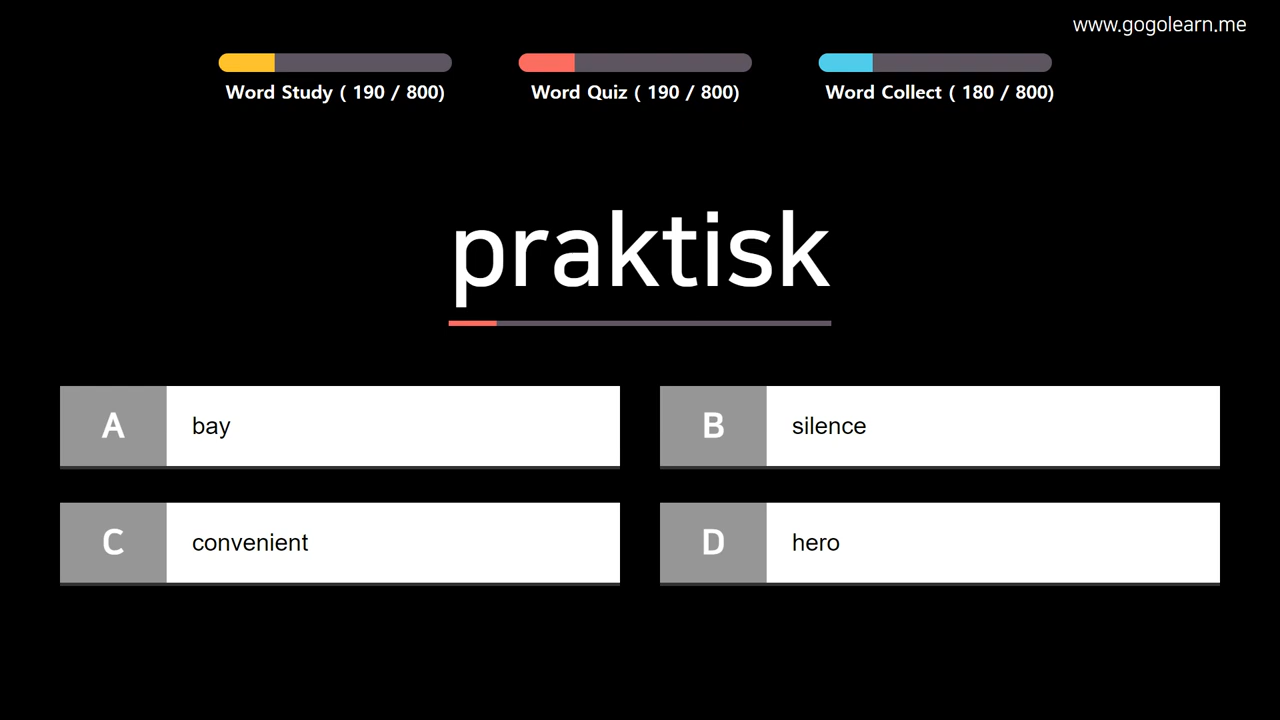 www.gogolearn.me
Word Study ( 190 / 800)
Word Quiz ( 190 / 800)
Word Collect ( 180 / 800)
praktisk
A bay
B silence
C convenient
D hero